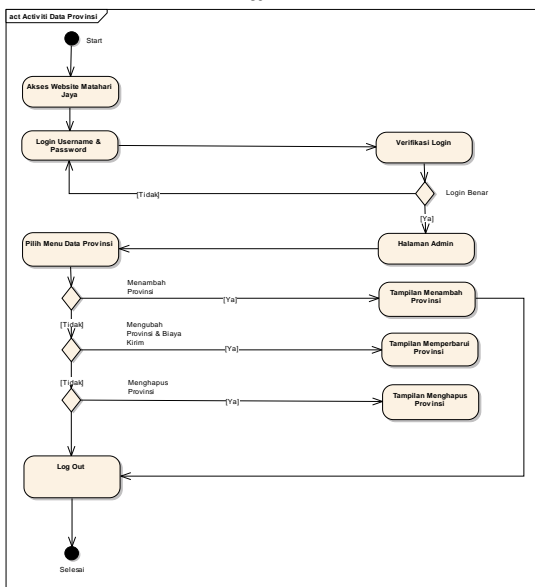 act Activiti Data Provinsi
Start
Akses Website Matahari
Jaya
Login Username &
Password
Verifikasi Login
Login Benar
[Tidak]
[Ya]
Pilih Menu Data Provinsi
Halaman Admin
Menambah
Provinsi
[Ya]
Tampilan Menambah
Provinsi
[Tidak]
Mengubah
Provinsi & Biaya
Kirim
[Ya]
Tampilan Memperbarui
Provinsi
[Tidak]
Menghapus
Provinsi
[Ya]
Tampilan Menghapus
Provinsi
Log Out
Selesai